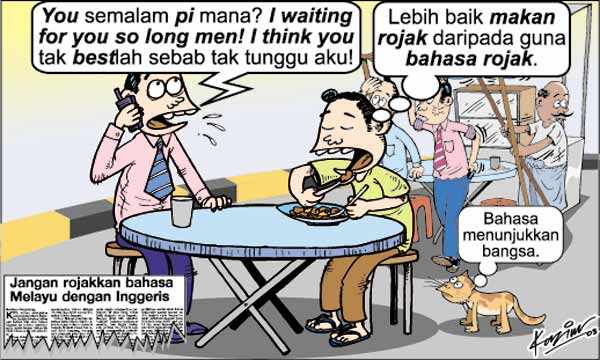 You semalam pi mana? I waiting
for you so long men! I think you
tak bestlah sebab tak tunggu aku!
Lebih baik makan
rojak daripada guna
bahasa rojak.
Bahasa
menunjukkan
bangsa.
Jangan rojakkan bahasa
Melayu dengan Inggeris